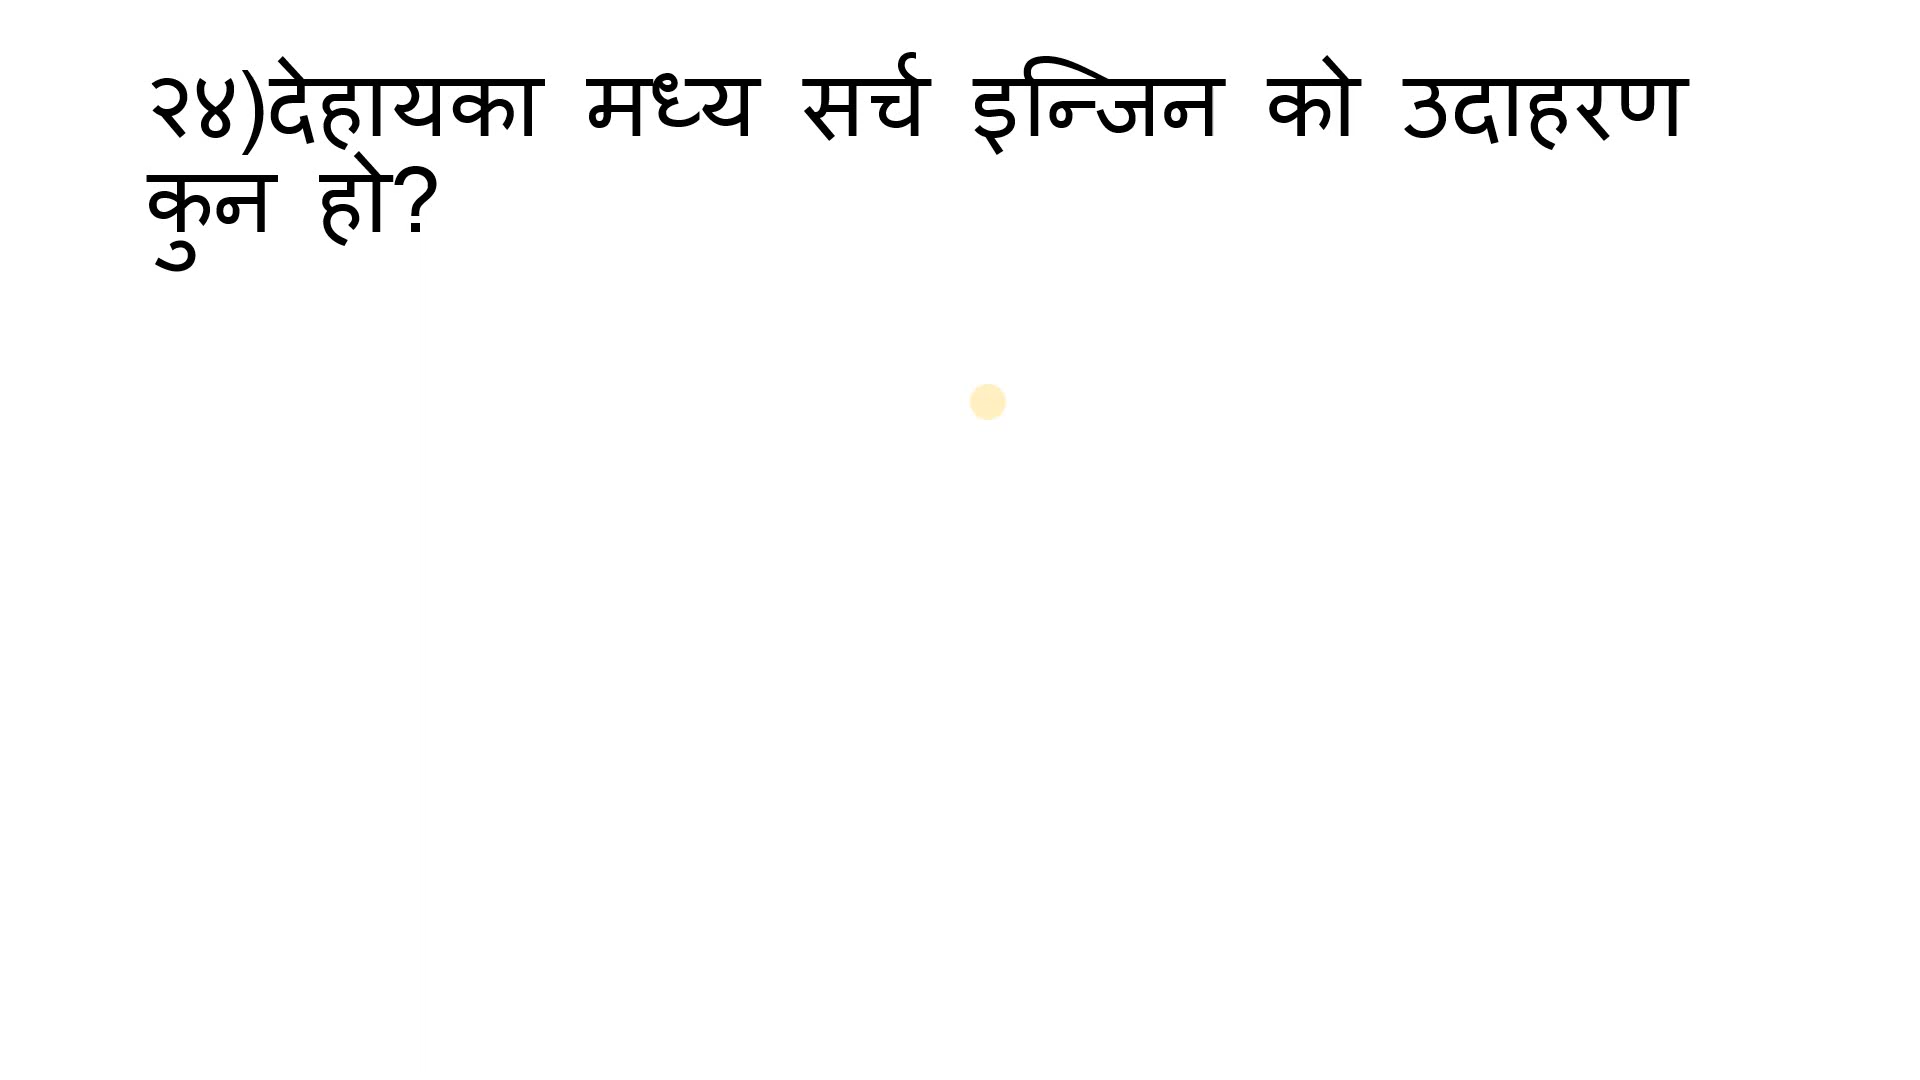 २४)देहायका मध्य सर्च इन्जिन को उदाहरण
कुन हो?